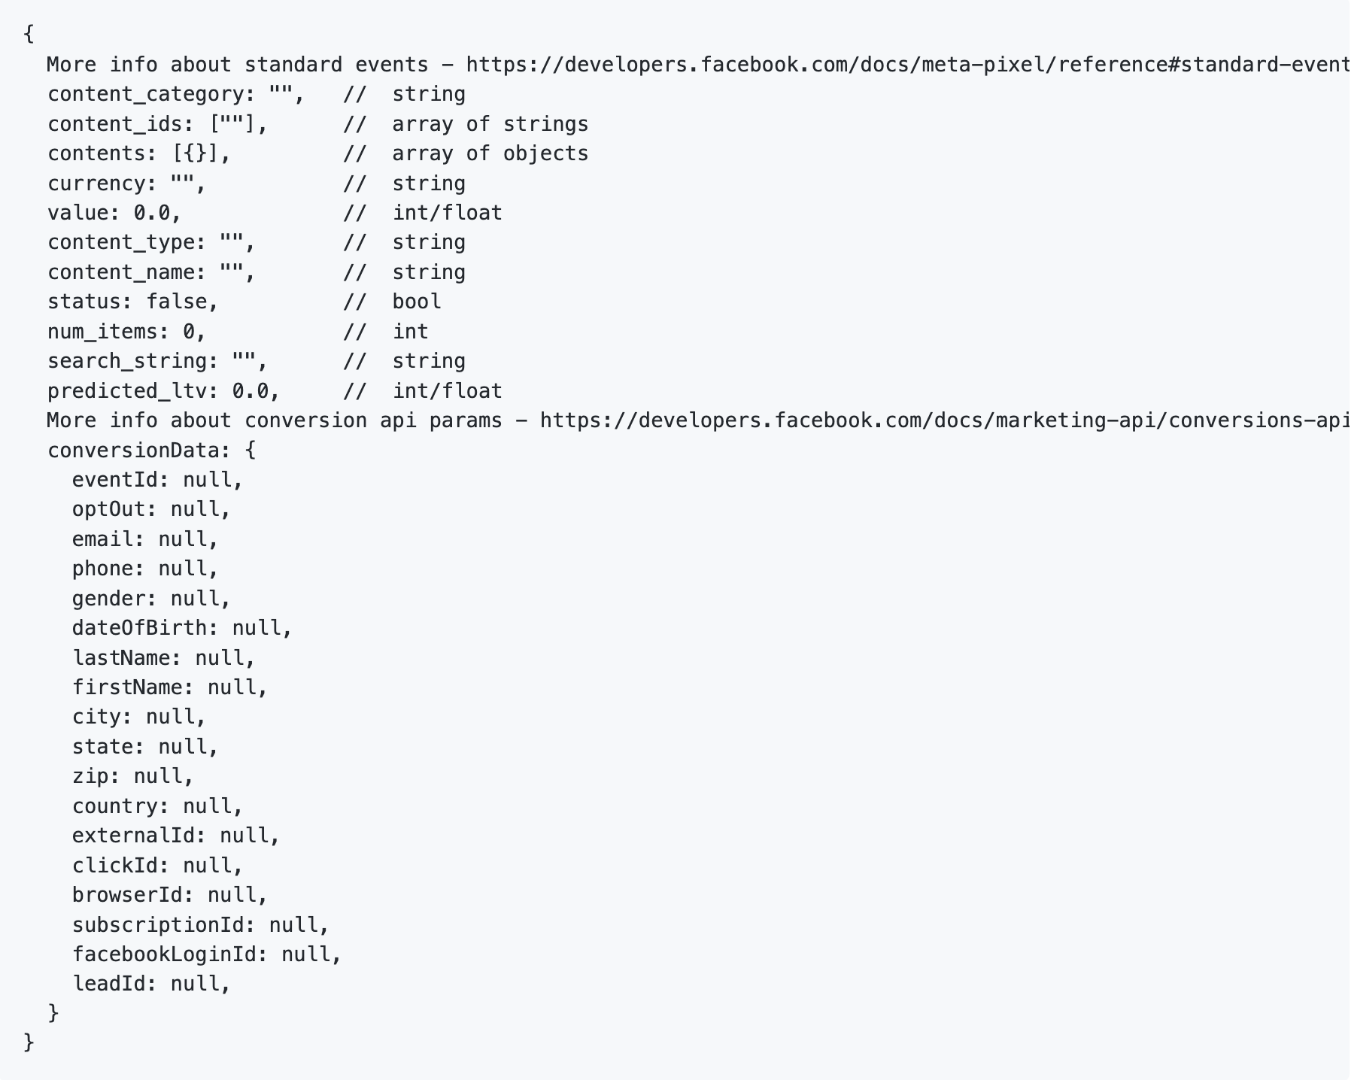 {
  More info about standard events – https://developers.facebook.com/docs/meta-pixel/reference#standard-event
  content_category: "",   //  string
  content_ids: [""],      //  array of strings
  contents: [{}],         //  array of objects
  currency: "",           //  string
  value: 0.0,             //  int/float
  content_type: "",       //  string
  content_name: "",       //  string
  status: false,          //  bool
  num_items: 0,           //  int
  search_string: "",      //  string
  predicted_ltv: 0.0,     //  int/float
  More info about conversion api params – https://developers.facebook.com/docs/marketing-api/conversions-api
  conversionData: {
    eventId: null,
    optOut: null,
    email: null,
    phone: null,
    gender: null,
    dateOfBirth: null,
    lastName: null,
    firstName: null,
    city: null,
    state: null,
    zip: null,
    country: null,
    externalId: null,
    clickId: null,
    browserId: null,
    subscriptionId: null,
    facebookLoginId: null,
    leadId: null,
  }
}